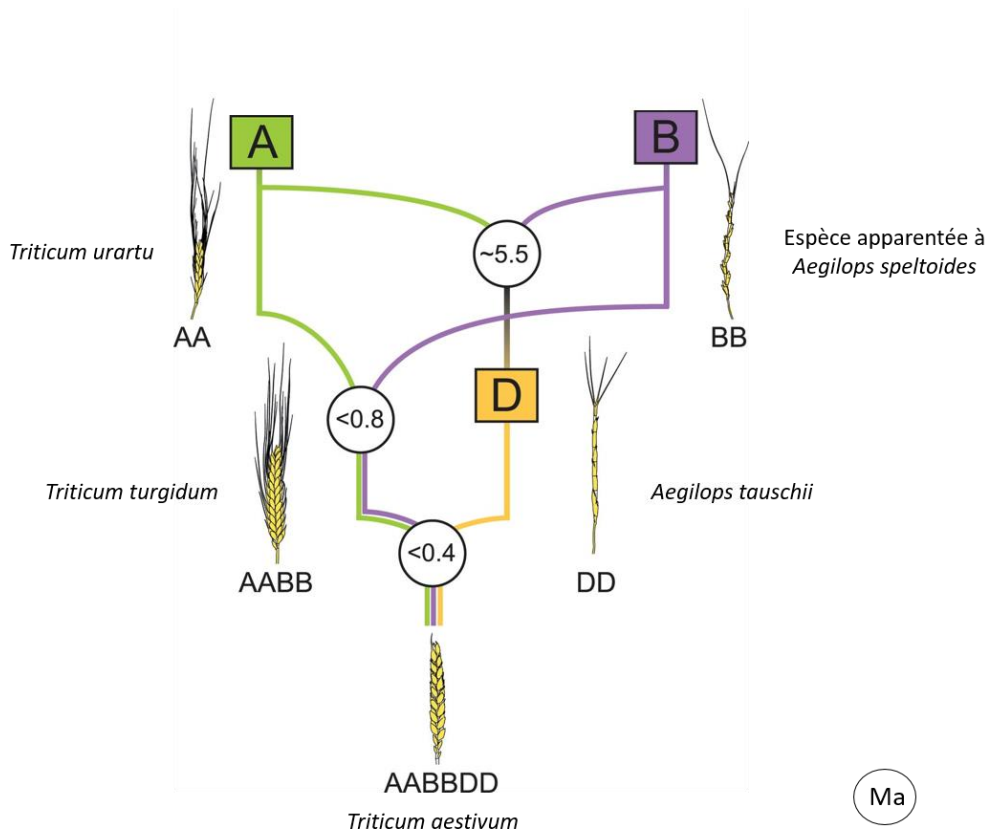 A
B
~5.5
Triticum urartu
Espèce apparentée à
Aegilops speltoides
AA
BB
D
<0.8
Triticum turgidum
Aegilops tauschii
<0.4
AABB
DD
AABBDD
Ma
Triticum aestivum